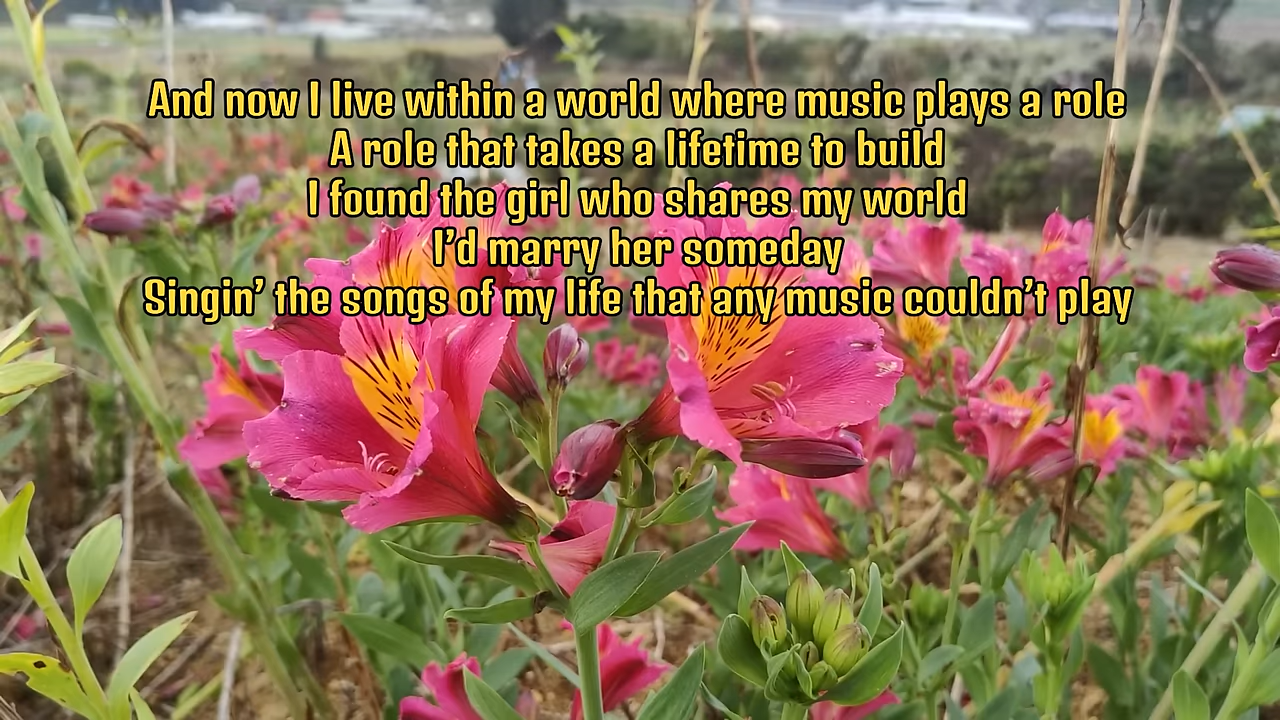 And now I live within a world where music plays a role
A role that takes a lifetime to build
I found the girl who shares my world
I'd marry her someday
Singin' the songs of my life that any music couldn't play